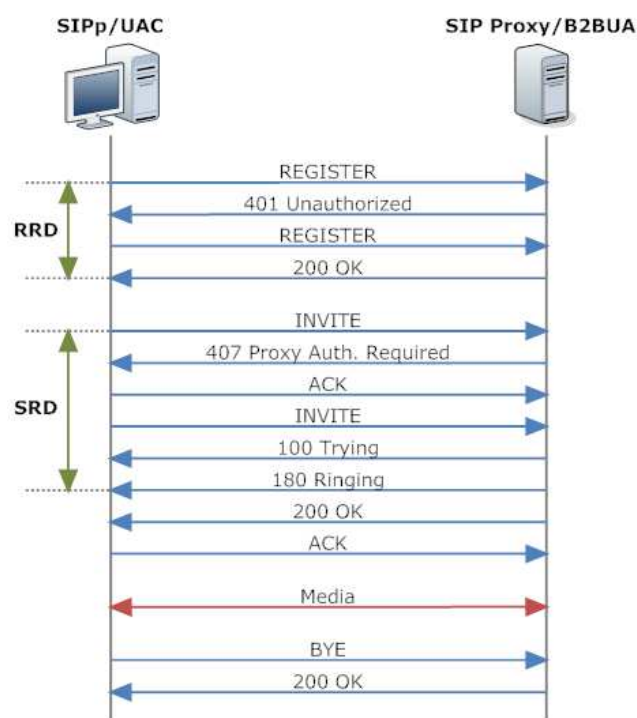 SIPp/UAC
SIP Proxy/B2BUA
REGISTER
401 Unauthorized
RRD
REGISTER
200 OK
INVITE
407 Proxy Auth. Required
ACK
SRD
INVITE
100 Trying
180 Ringing
200 OK
ACK
Media
BYE
200 OK